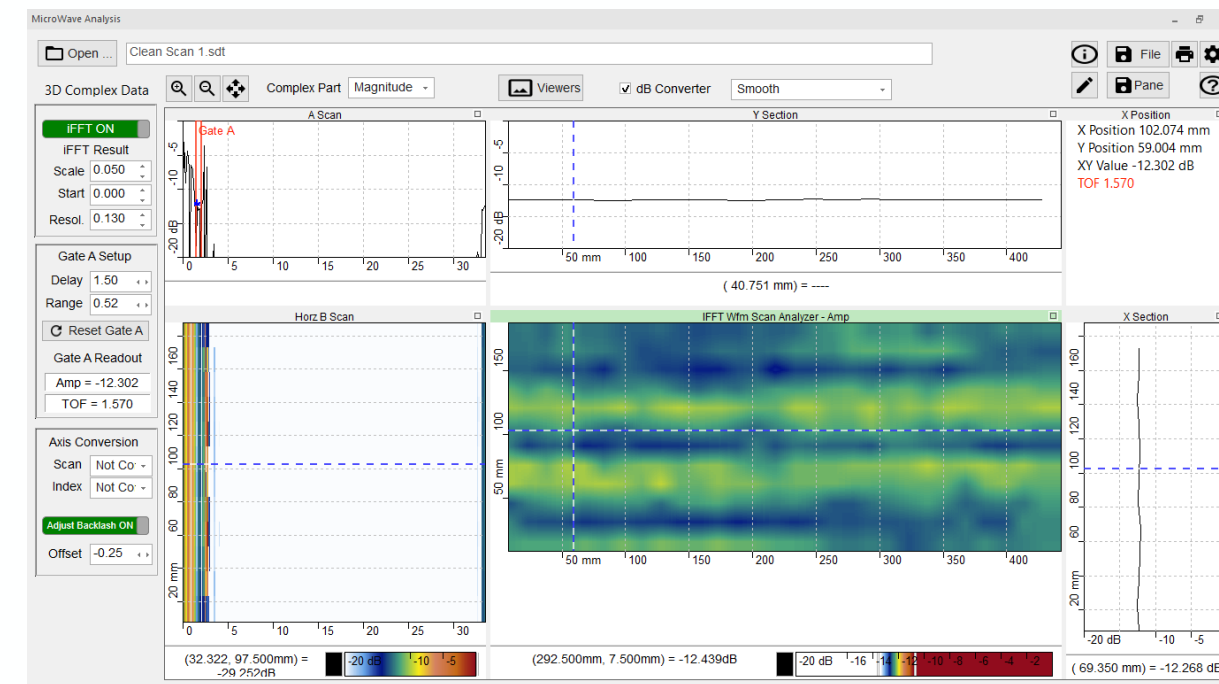 MicroWave Analysis
Open ...
Clean Scan 1.sdt
File
3D Complex Data
Complex Part
Magnitude
Viewers
dB Converter
Smooth
Pane
iFFT ON
iFFT Result
Scale 0.050
Start 0.000
Resol. 0.130
Gate A Setup
Delay 1.50
Range 0.52
Reset Gate A
Gate A Readout
Amp = -12.302
TOF = 1.570
Axis Conversion
Scan Not Co
Index Not Co
Adjust Backlash ON
Offset -0.25
A Scan
Gate A
-5
-10
-20 dB
0 5 10 15 20 25 30
Y Section
-5
-10
-20 dB
50 mm 100 150 200 250 300 350 400
( 40.751 mm) = ----
X Position
X Position 102.074 mm
Y Position 59.004 mm
XY Value -12.302 dB
TOF 1.570
Horz B Scan
160
140
120
100
80
60
20 mm
0 5 10 15 20 25 30
(32.322, 97.500mm) =
-29.252dB
-20 dB -10 -5
IFFT Wfm Scan Analyzer - Amp
150
100
50 mm
50 mm 100 150 200 250 300 350 400
(292.500mm, 7.500mm) = -12.439dB
-20 dB -16 -14 -12 -10 -8 -6 -4 -2
X Section
160
140
120
100
80
60
20 mm
-20 dB -10 -5
( 69.350 mm) = -12.268 dB